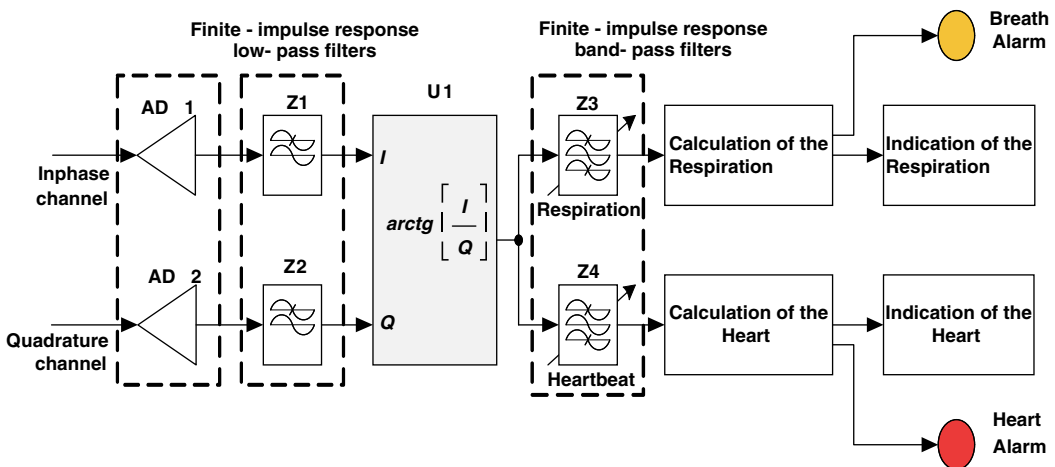 Finite - impulse response
low- pass filters
Finite - impulse response
band- pass filters
Breath
Alarm
AD 1
Z1
U1
Z3
Inphase
channel
I
arctg [ I / Q ]
Respiration
Calculation of the
Respiration
Indication of the
Respiration
AD 2
Z2
Z4
Quadrature
channel
Q
Heartbeat
Calculation of the
Heart
Indication of the
Heart
Heart
Alarm